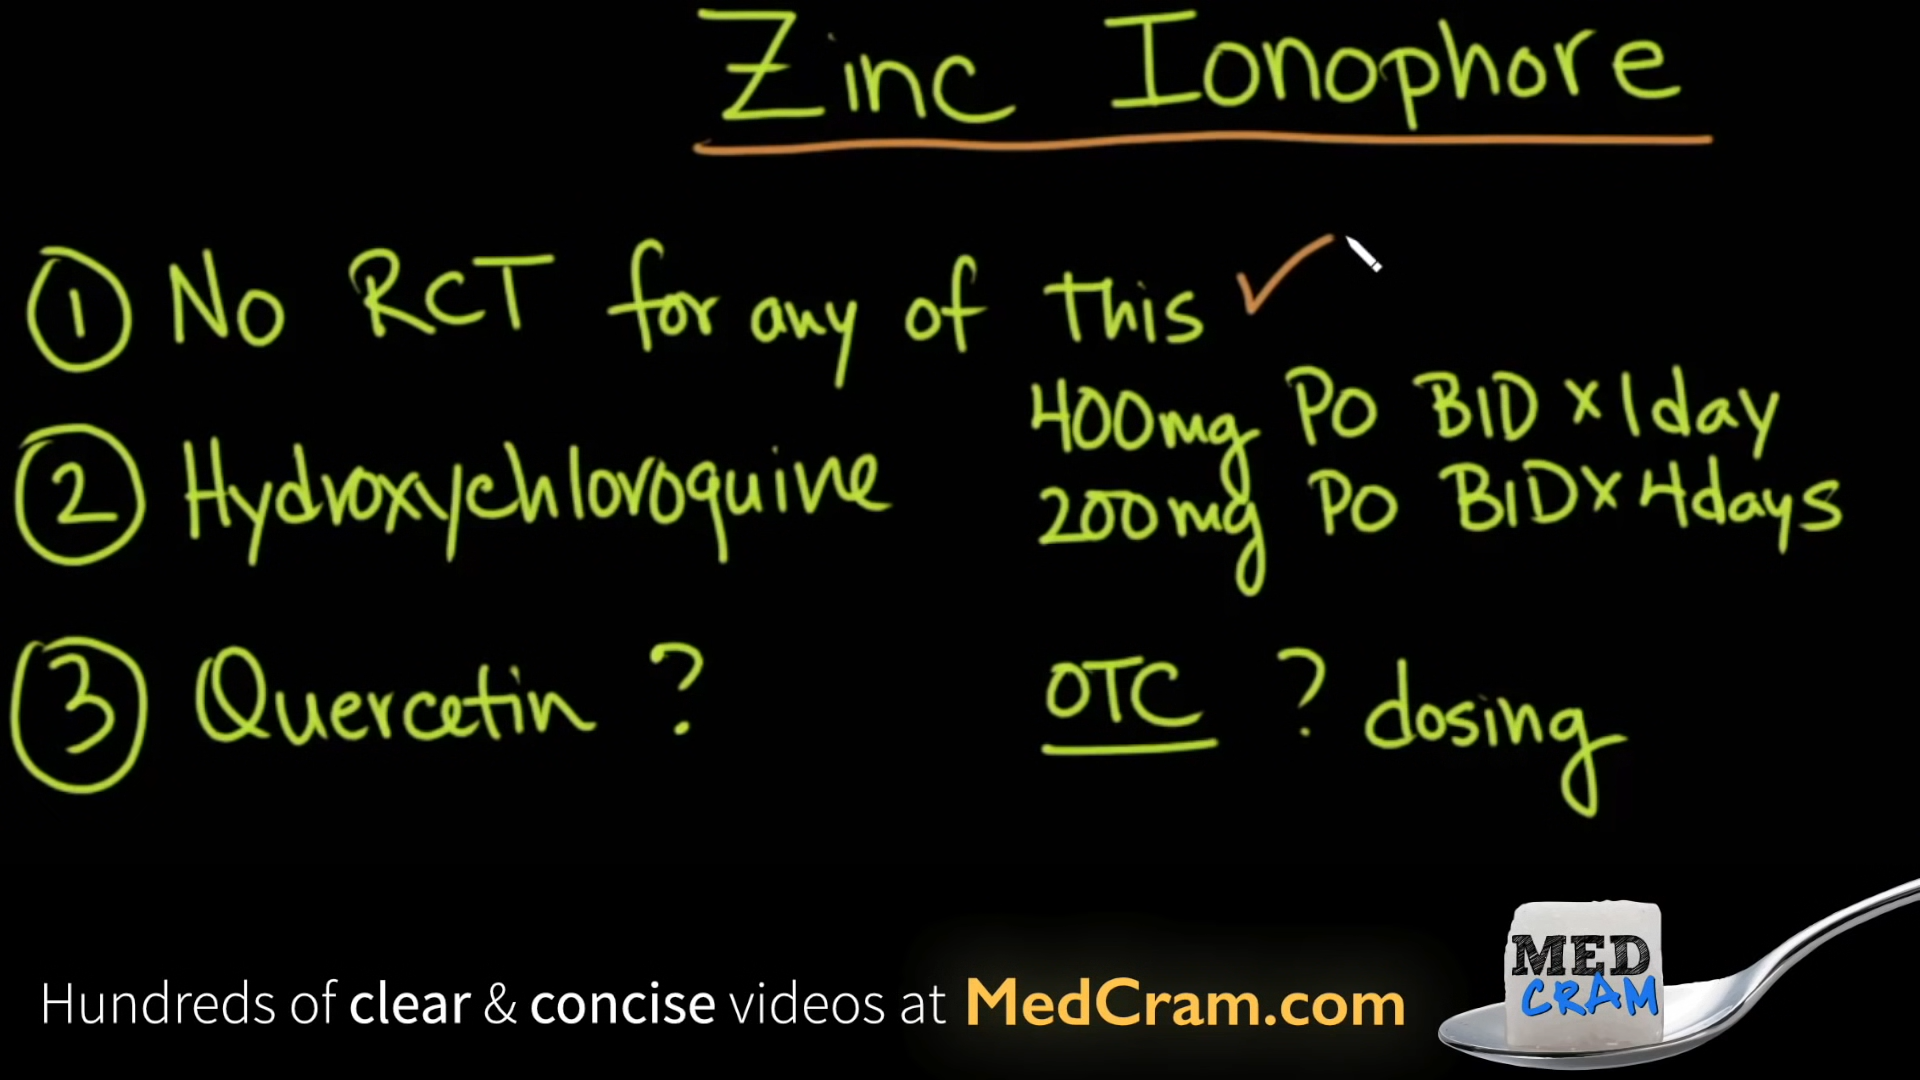 Zinc Ionophore
① No RCT for any of this ✓
400mg PO BID x 1day
② Hydroxychloroquine 200mg PO BID x 4days
③ Quercetin ? OTC ? dosing
Hundreds of clear & concise videos at MedCram.com
MED
CRAM